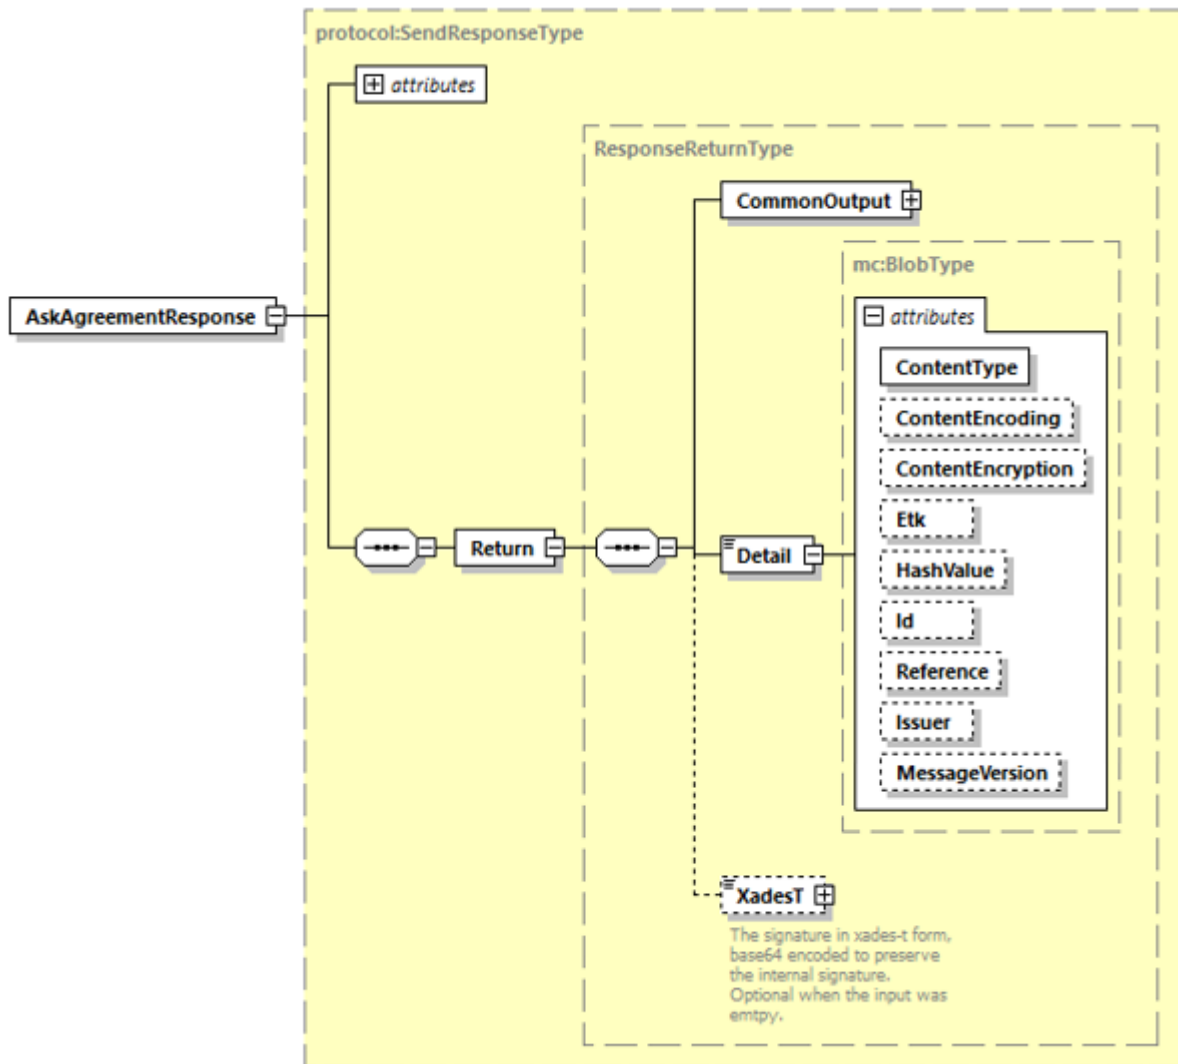 protocol:SendResponseType
attributes
ResponseReturnType
CommonOutput
mc:BlobType
attributes
AskAgreementResponse
ContentType
ContentEncoding
ContentEncryption
Etk
Return
Detail
HashValue
Id
Reference
Issuer
MessageVersion
XadesT
The signature in xades-t form,
base64 encoded to preserve
the internal signature.
Optional when the input was
emtpy.